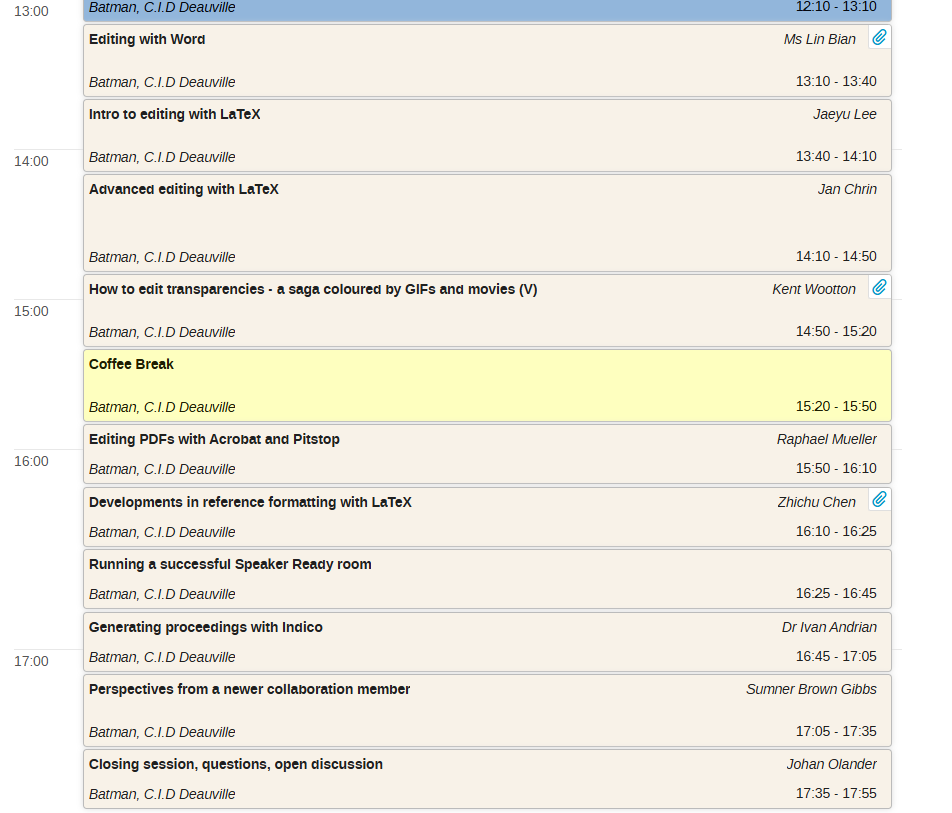 13:00
Batman, C.I.D Deauville 12:10 - 13:10
Editing with Word Ms Lin Bian
Batman, C.I.D Deauville 13:10 - 13:40
Intro to editing with LaTeX Jaeyu Lee
Batman, C.I.D Deauville 13:40 - 14:10
14:00
Advanced editing with LaTeX Jan Chrin
Batman, C.I.D Deauville 14:10 - 14:50
How to edit transparencies - a saga coloured by GIFs and movies (V) Kent Wootton
15:00
Batman, C.I.D Deauville 14:50 - 15:20
Coffee Break
Batman, C.I.D Deauville 15:20 - 15:50
Editing PDFs with Acrobat and Pitstop Raphael Mueller
16:00
Batman, C.I.D Deauville 15:50 - 16:10
Developments in reference formatting with LaTeX Zhichu Chen
Batman, C.I.D Deauville 16:10 - 16:25
Running a successful Speaker Ready room
Batman, C.I.D Deauville 16:25 - 16:45
Generating proceedings with Indico Dr Ivan Andrian
17:00
Batman, C.I.D Deauville 16:45 - 17:05
Perspectives from a newer collaboration member Sumner Brown Gibbs
Batman, C.I.D Deauville 17:05 - 17:35
Closing session, questions, open discussion Johan Olander
Batman, C.I.D Deauville 17:35 - 17:55